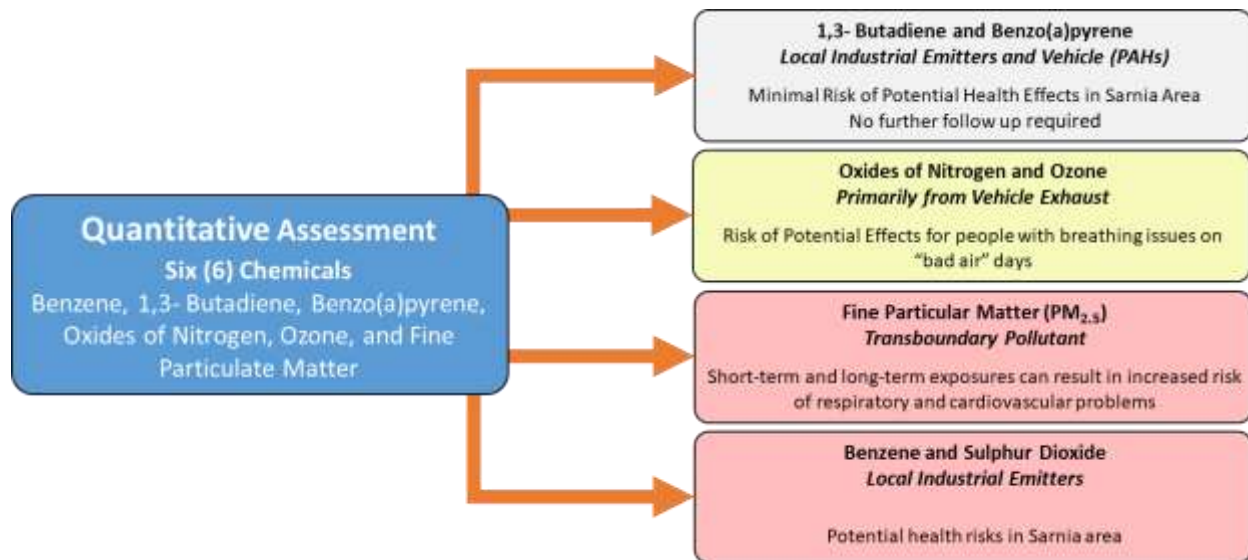 Quantitative Assessment
Six (6) Chemicals
Benzene, 1,3- Butadiene, Benzo(a)pyrene,
Oxides of Nitrogen, Ozone, and Fine
Particulate Matter
1,3- Butadiene and Benzo(a)pyrene
Local Industrial Emitters and Vehicle (PAHs)
Minimal Risk of Potential Health Effects in Sarnia Area
No further follow up required
Oxides of Nitrogen and Ozone
Primarily from Vehicle Exhaust
Risk of Potential Effects for people with breathing issues on
“bad air” days
Fine Particular Matter (PM2.5)
Transboundary Pollutant
Short-term and long-term exposures can result in increased risk
of respiratory and cardiovascular problems
Benzene and Sulphur Dioxide
Local Industrial Emitters
Potential health risks in Sarnia area